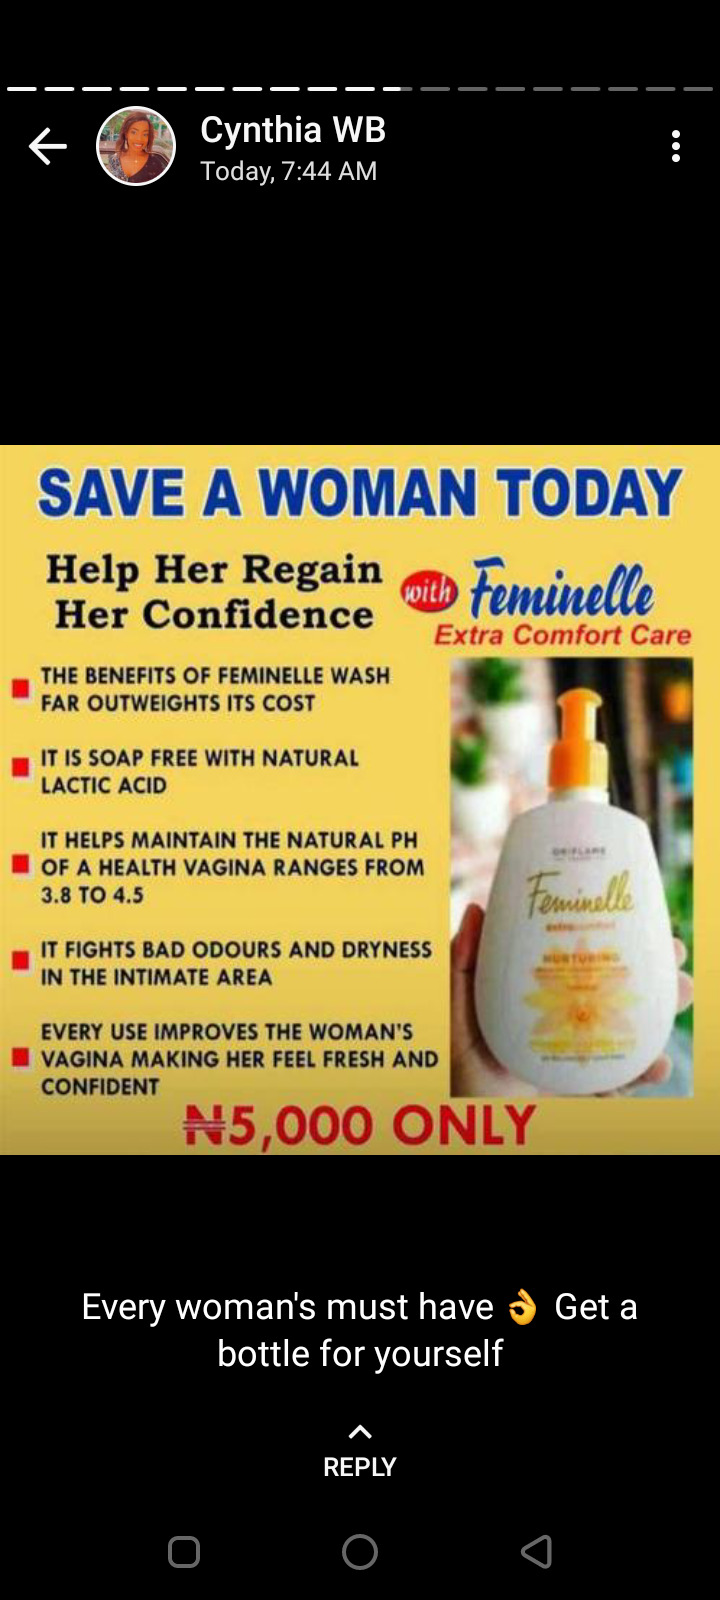 Cynthia WB
Today, 7:44 AM
SAVE A WOMAN TODAY
Help Her Regain
Her Confidence
with Feminelle
Extra Comfort Care
THE BENEFITS OF FEMINELLE WASH
FAR OUTWEIGHTS ITS COST
IT IS SOAP FREE WITH NATURAL
LACTIC ACID
IT HELPS MAINTAIN THE NATURAL PH
OF A HEALTH VAGINA RANGES FROM
3.8 TO 4.5
IT FIGHTS BAD ODOURS AND DRYNESS
IN THE INTIMATE AREA
EVERY USE IMPROVES THE WOMAN'S
VAGINA MAKING HER FEEL FRESH AND
CONFIDENT
ORIFLAME
Feminelle
extra comfort
NURTURING
₦5,000 ONLY
Every woman's must have 👌 Get a
bottle for yourself
REPLY